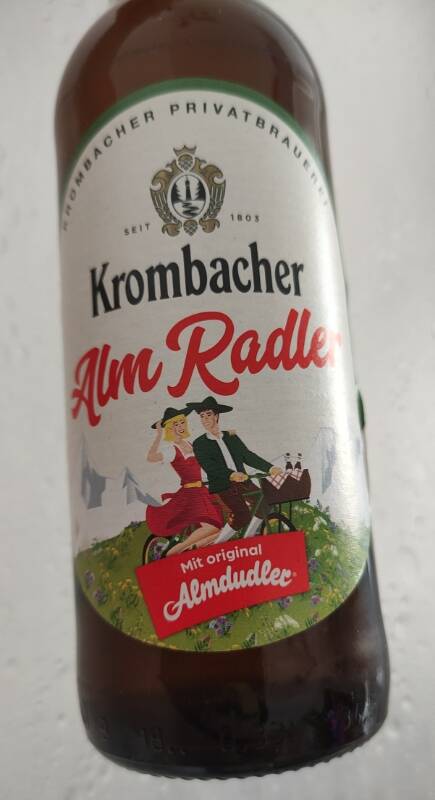 KROMBACHER PRIVATBRAUEREI
SEIT 1803
Krombacher
Alm Radler
Mit original
Almdudler®